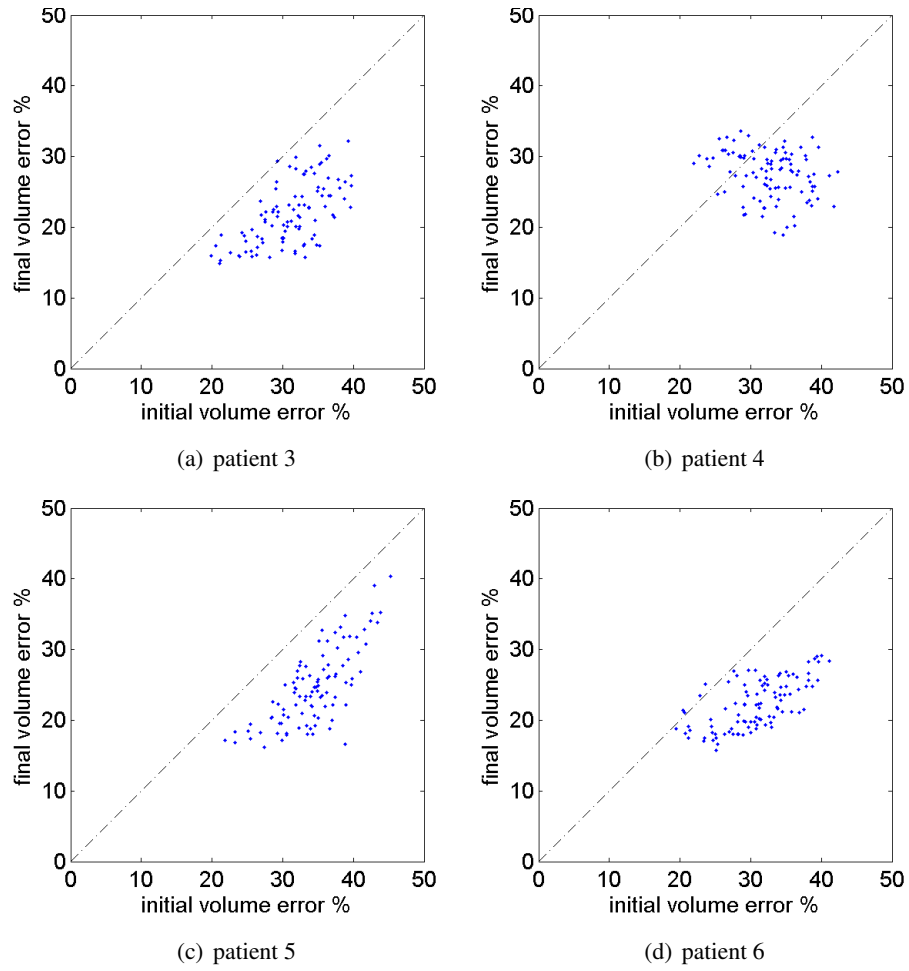 50
40
30
20
10
0
final volume error %
0 10 20 30 40 50
initial volume error %
(a) patient 3
50
40
30
20
10
0
final volume error %
0 10 20 30 40 50
initial volume error %
(b) patient 4
50
40
30
20
10
0
final volume error %
0 10 20 30 40 50
initial volume error %
(c) patient 5
50
40
30
20
10
0
final volume error %
0 10 20 30 40 50
initial volume error %
(d) patient 6